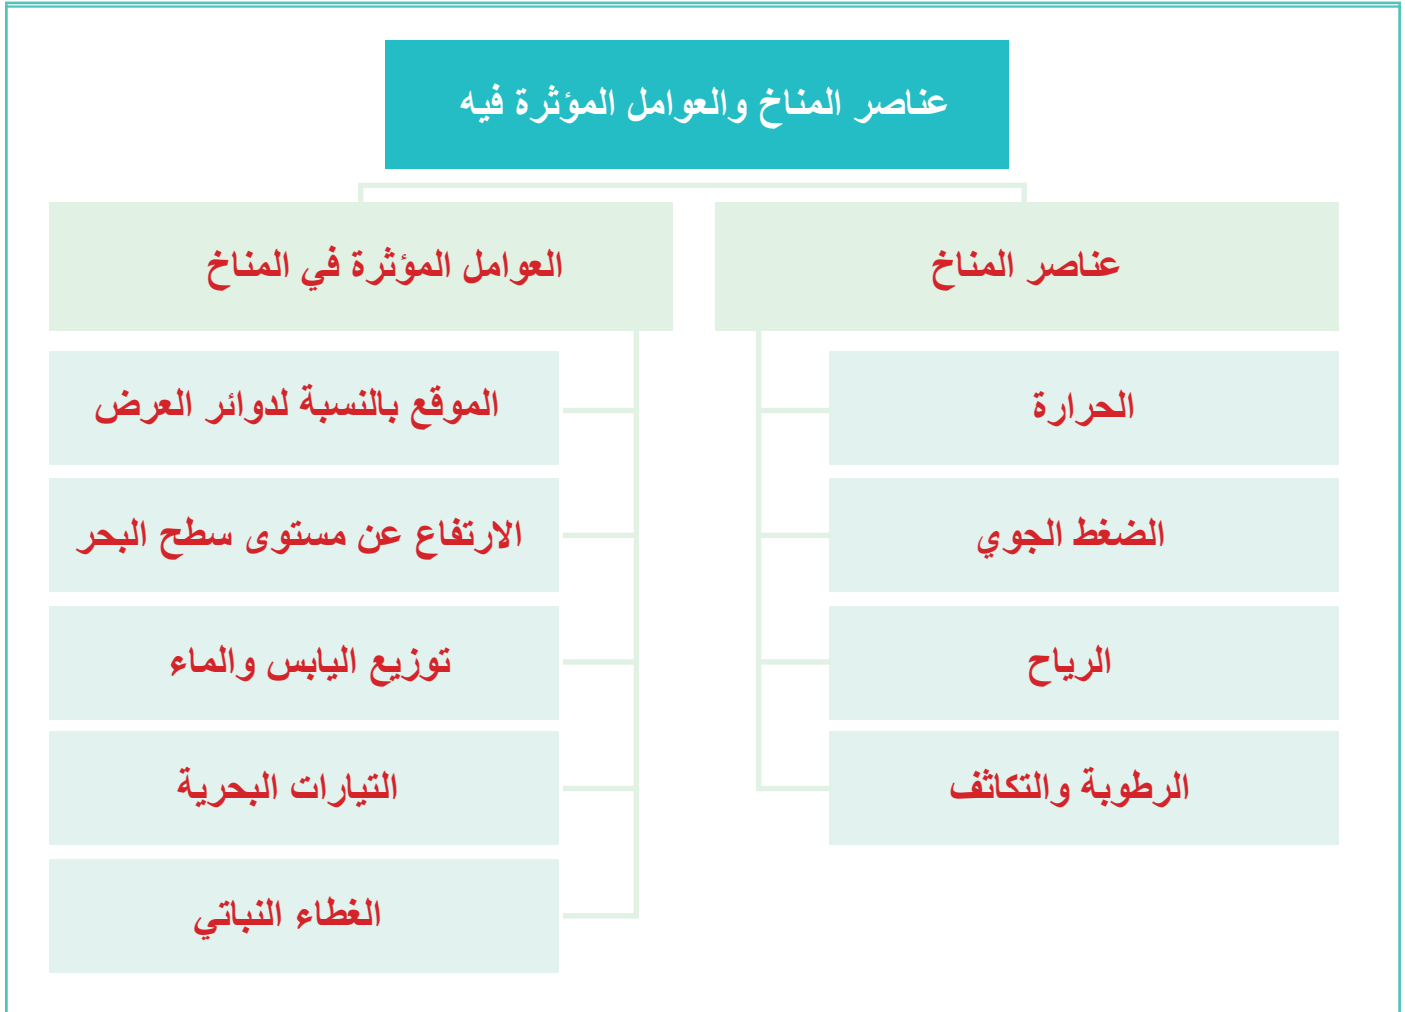 عناصر المناخ والعوامل المؤثرة فيه
عناصر المناخ
الحرارة
الضغط الجوي
الرياح
الرطوبة والتكاثف
العوامل المؤثرة في المناخ
الموقع بالنسبة لدوائر العرض
الارتفاع عن مستوى سطح البحر
توزيع اليابس والماء
التيارات البحرية
الغطاء النباتي